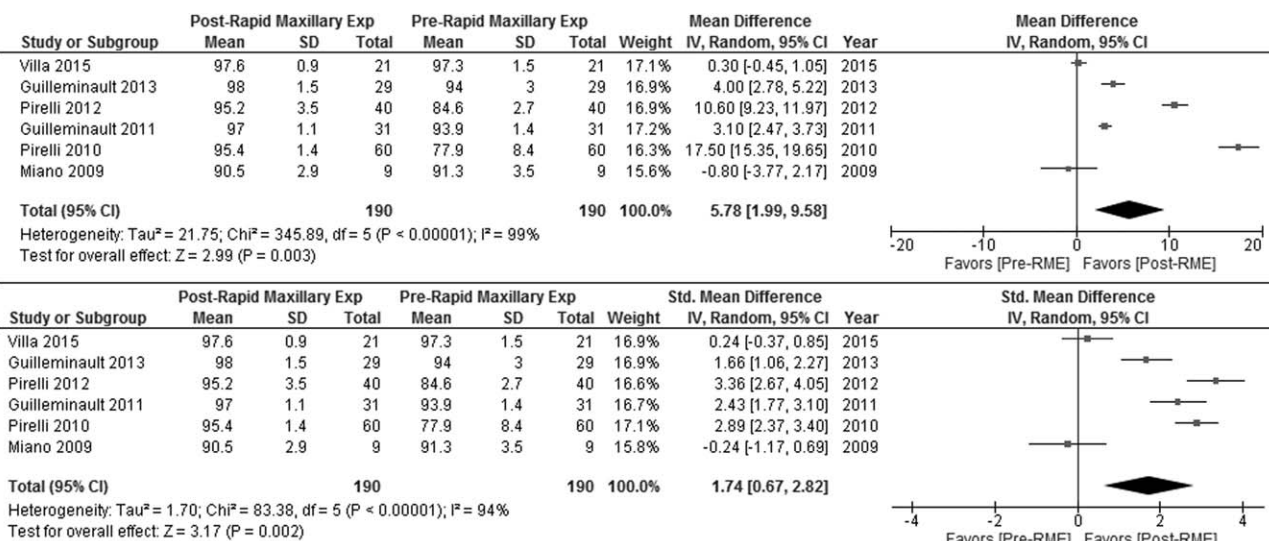 Post-Rapid Maxillary Exp Pre-Rapid Maxillary Exp Mean Difference Mean Difference
Study or Subgroup Mean SD Total Mean SD Total Weight IV, Random, 95% CI Year IV, Random, 95% CI
Villa 2015 97.6 0.9 21 97.3 1.5 21 17.1% 0.30 [-0.45, 1.05] 2015
Guilleminault 2013 98 1.5 29 94 3 29 16.9% 4.00 [2.78, 5.22] 2013
Pirelli 2012 95.2 3.5 40 84.6 2.7 40 16.9% 10.60 [9.23, 11.97] 2012
Guilleminault 2011 97 1.1 31 93.9 1.4 31 17.2% 3.10 [2.47, 3.73] 2011
Pirelli 2010 95.4 1.4 60 77.9 8.4 60 16.3% 17.50 [15.35, 19.65] 2010
Miano 2009 90.5 2.9 9 91.3 3.5 9 15.6% -0.80 [-3.77, 2.17] 2009
Total (95% CI) 190 190 100.0% 5.78 [1.99, 9.58]
Heterogeneity: Tau² = 21.75; Chi² = 345.89, df = 5 (P < 0.00001); I² = 99%
Test for overall effect: Z = 2.99 (P = 0.003)
-20 -10 0 10 20
Favors [Pre-RME] Favors [Post-RME]
Post-Rapid Maxillary Exp Pre-Rapid Maxillary Exp Std. Mean Difference Std. Mean Difference
Study or Subgroup Mean SD Total Mean SD Total Weight IV, Random, 95% CI Year IV, Random, 95% CI
Villa 2015 97.6 0.9 21 97.3 1.5 21 16.9% 0.24 [-0.37, 0.85] 2015
Guilleminault 2013 98 1.5 29 94 3 29 16.9% 1.66 [1.06, 2.27] 2013
Pirelli 2012 95.2 3.5 40 84.6 2.7 40 16.6% 3.36 [2.67, 4.05] 2012
Guilleminault 2011 97 1.1 31 93.9 1.4 31 16.7% 2.43 [1.77, 3.10] 2011
Pirelli 2010 95.4 1.4 60 77.9 8.4 60 17.1% 2.89 [2.37, 3.40] 2010
Miano 2009 90.5 2.9 9 91.3 3.5 9 15.8% -0.24 [-1.17, 0.69] 2009
Total (95% CI) 190 190 100.0% 1.74 [0.67, 2.82]
Heterogeneity: Tau² = 1.70; Chi² = 83.38, df = 5 (P < 0.00001); I² = 94%
Test for overall effect: Z = 3.17 (P = 0.002)
-4 -2 0 2 4
Favors [Pre-RME] Favors [Post-RME]